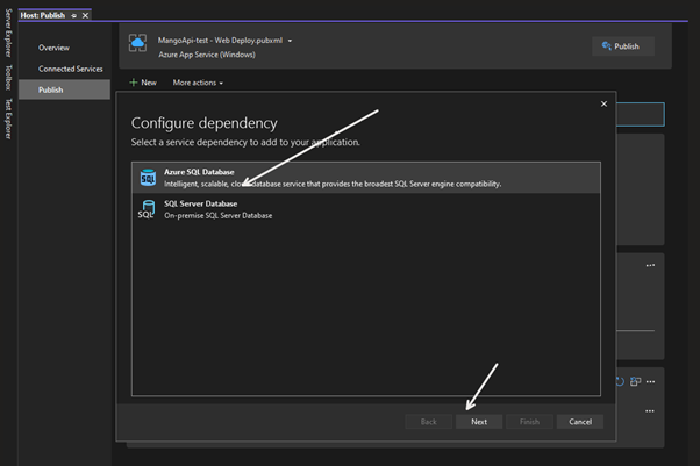 Server Explorer
Toolbox
Test Explorer
Host: Publish
Overview
Connected Services
Publish
MangoApi-test - Web Deploy.pubxml
Azure App Service (Windows)
Publish
New
More actions
Configure dependency
Select a service dependency to add to your application.
SQL
Azure SQL Database
Intelligent, scalable, cloud database service that provides the broadest SQL Server engine compatibility.
SQL
SQL Server Database
On-premise SQL Server Database
Back
Next
Finish
Cancel